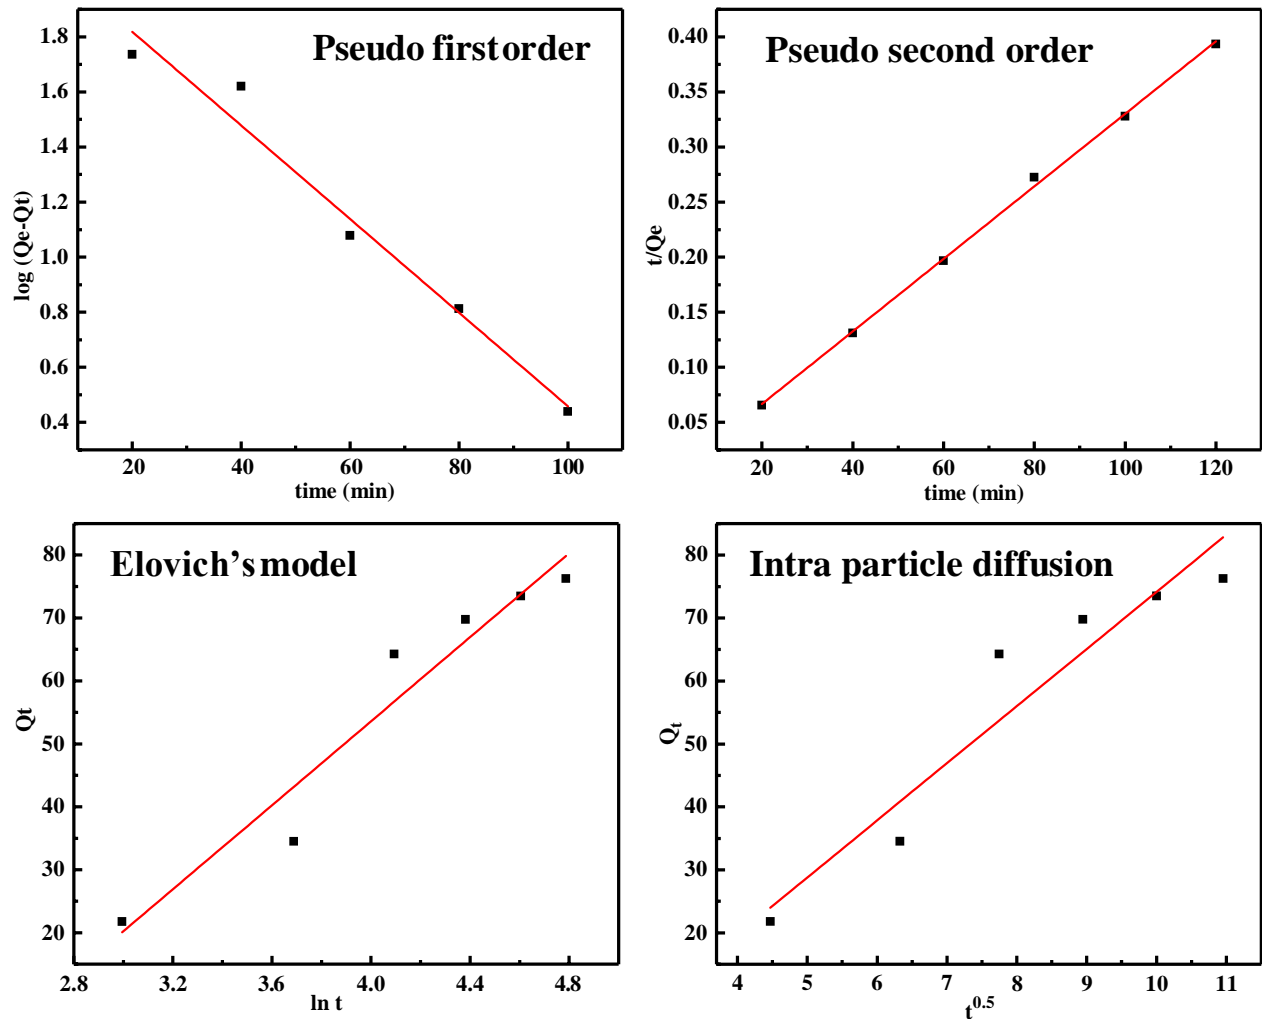 Pseudo first order
log (Qe-Qt)
1.8
1.6
1.4
1.2
1.0
0.8
0.6
0.4
20 40 60 80 100
time (min)
Pseudo second order
t/Qe
0.40
0.35
0.30
0.25
0.20
0.15
0.10
0.05
20 40 60 80 100 120
time (min)
Elovich's model
Qt
80
70
60
50
40
30
20
2.8 3.2 3.6 4.0 4.4 4.8
ln t
Intra particle diffusion
Qt
80
70
60
50
40
30
20
4 5 6 7 8 9 10 11
t0.5